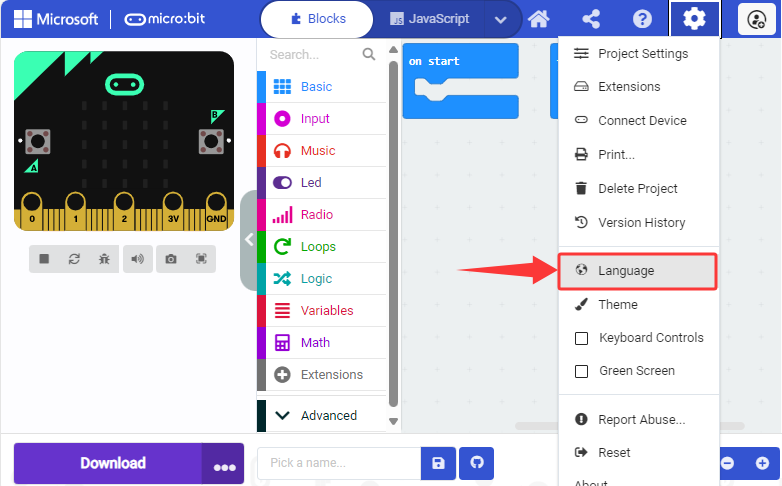 Microsoft
micro:bit
Blocks
JavaScript
Search...
Basic
Input
Music
Led
Radio
Loops
Logic
Variables
Math
Extensions
Advanced
A
B
0
1
2
3V
GND
on start
Project Settings
Extensions
Connect Device
Print...
Delete Project
Version History
Language
Theme
Keyboard Controls
Green Screen
Report Abuse...
Reset
About
Download
Pick a name...